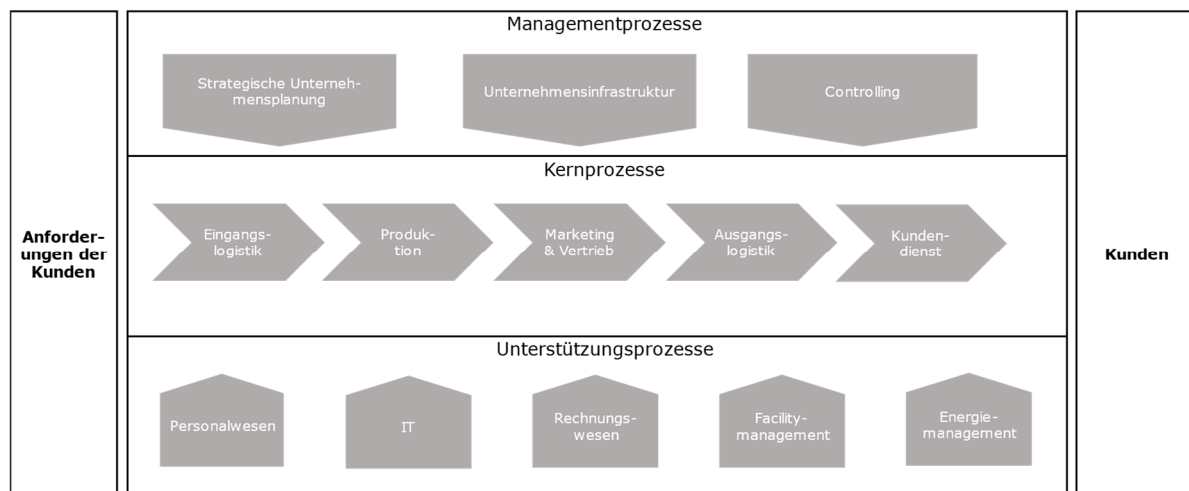 Managementprozesse
Strategische Unterneh-
mensplanung
Unternehmensinfrastruktur
Controlling
Kernprozesse
Anforder-
ungen der
Kunden
Eingangs-
logistik
Produk-
tion
Marketing
& Vertrieb
Ausgangs-
logistik
Kunden-
dienst
Kunden
Unterstützungsprozesse
Personalwesen
IT
Rechnungs-
wesen
Facility-
management
Energie-
management